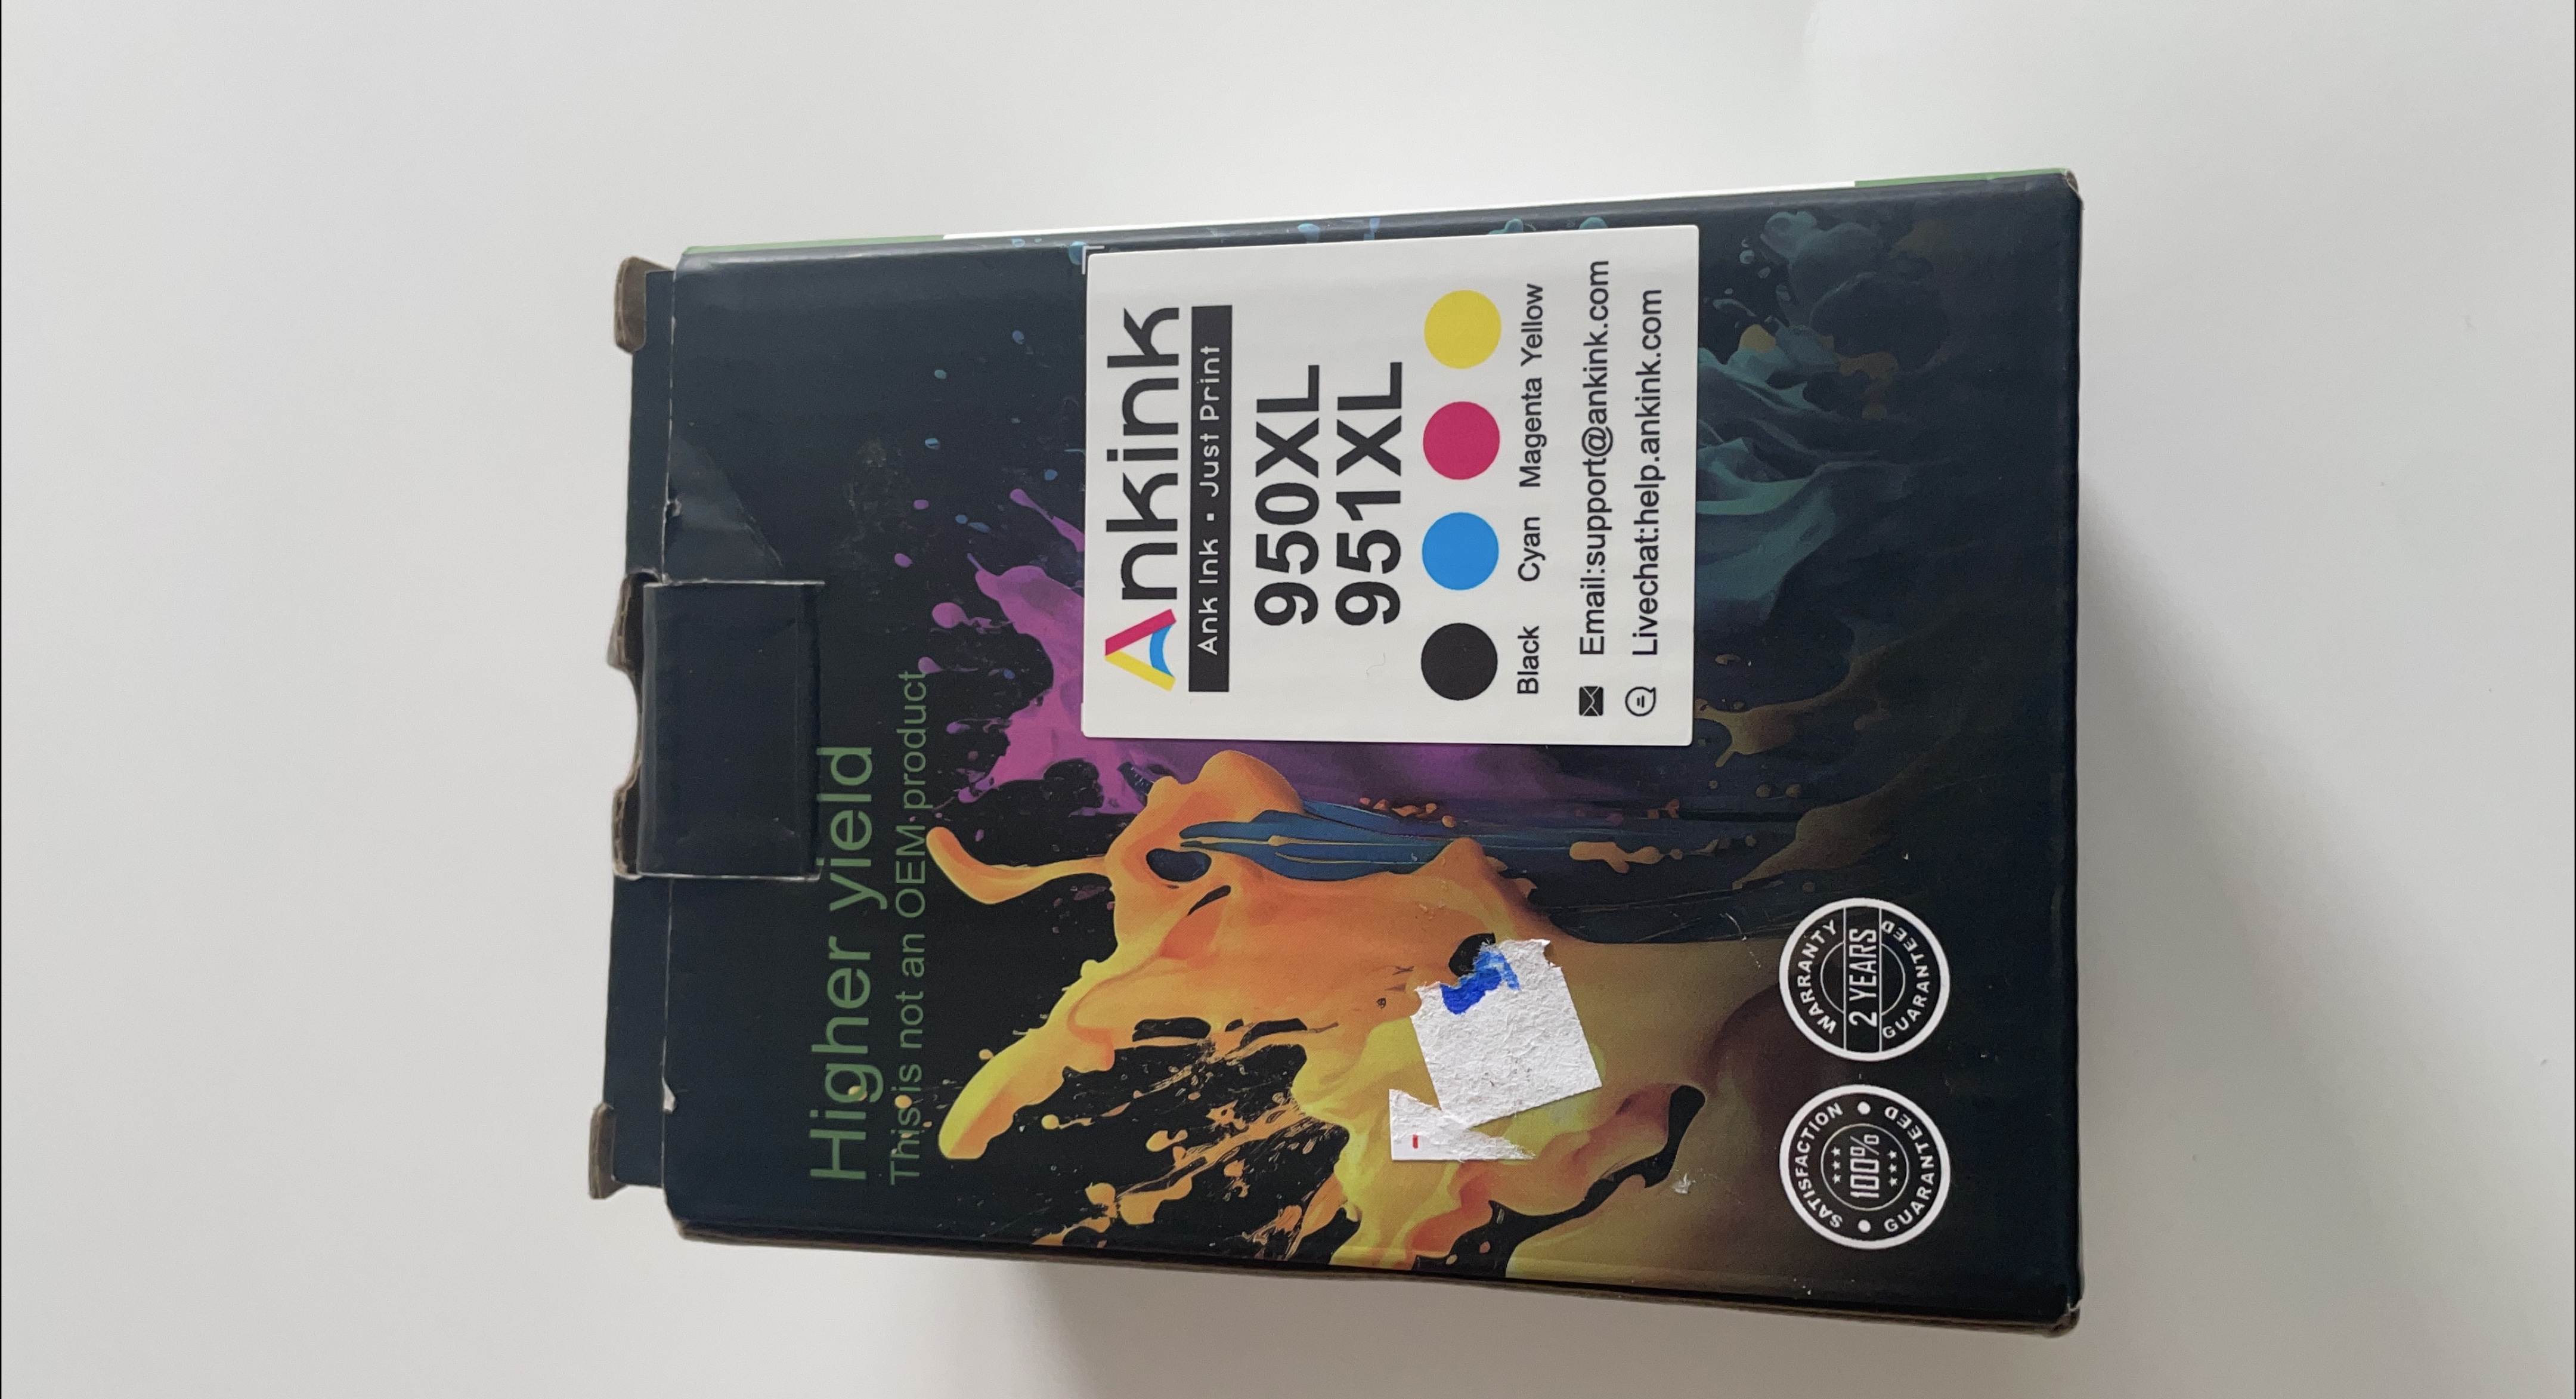 Higher yield
This is not an OEM product
Ankink
Ank Ink · Just Print
950XL
951XL
Black Cyan Magenta Yellow
Email:support@ankink.com
Livechat:help.ankink.com
SATISFACTION
100%
GUARANTEED
WARRANTY
2 YEARS
GUARANTEED